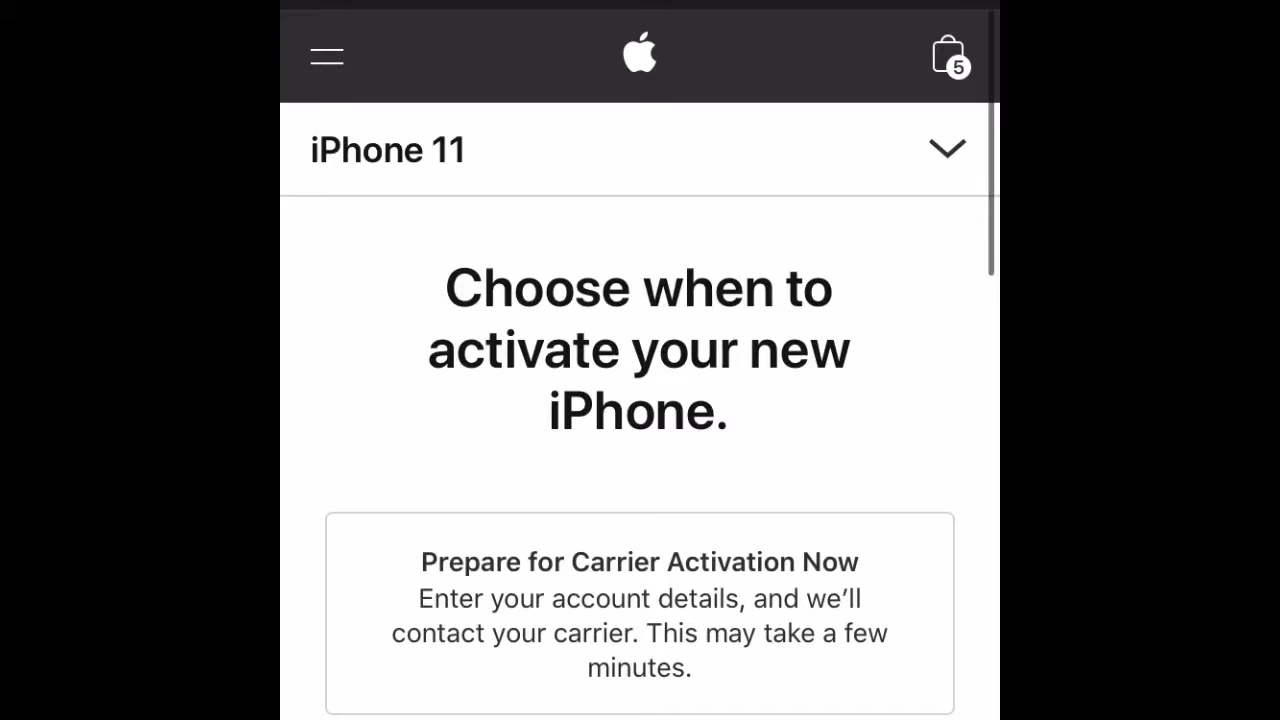 5
iPhone 11
Choose when to
activate your new
iPhone.
Prepare for Carrier Activation Now
Enter your account details, and we’ll
contact your carrier. This may take a few
minutes.